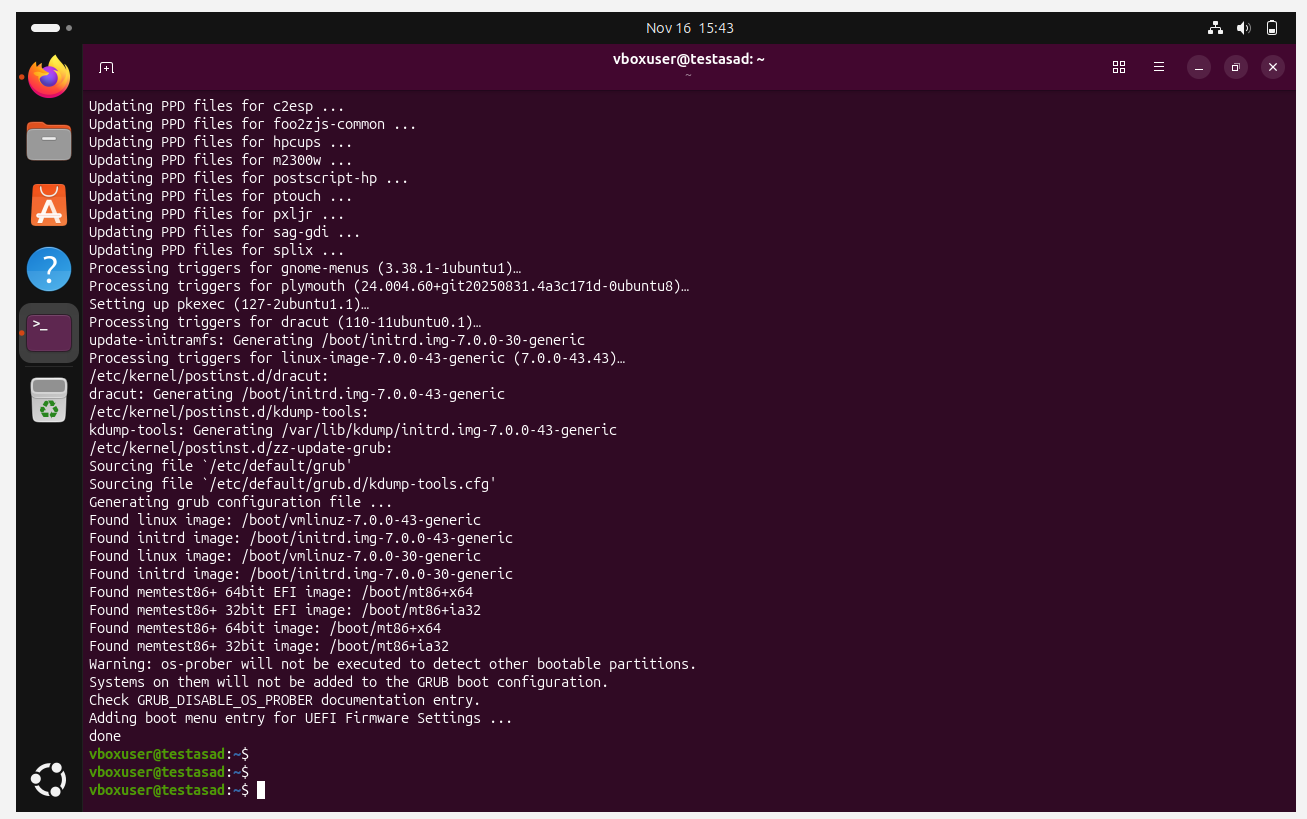 Nov 16 15:43
vboxuser@testasad: ~
~
Updating PPD files for c2esp ...
Updating PPD files for foo2zjs-common ...
Updating PPD files for hpcups ...
Updating PPD files for m2300w ...
Updating PPD files for postscript-hp ...
Updating PPD files for ptouch ...
Updating PPD files for pxljr ...
Updating PPD files for sag-gdi ...
Updating PPD files for splix ...
Processing triggers for gnome-menus (3.38.1-1ubuntu1)…
Processing triggers for plymouth (24.004.60+git20250831.4a3c171d-0ubuntu8)…
Setting up pkexec (127-2ubuntu1.1)…
Processing triggers for dracut (110-11ubuntu0.1)…
update-initramfs: Generating /boot/initrd.img-7.0.0-30-generic
Processing triggers for linux-image-7.0.0-43-generic (7.0.0-43.43)…
/etc/kernel/postinst.d/dracut:
dracut: Generating /boot/initrd.img-7.0.0-43-generic
/etc/kernel/postinst.d/kdump-tools:
kdump-tools: Generating /var/lib/kdump/initrd.img-7.0.0-43-generic
/etc/kernel/postinst.d/zz-update-grub:
Sourcing file `/etc/default/grub'
Sourcing file `/etc/default/grub.d/kdump-tools.cfg'
Generating grub configuration file ...
Found linux image: /boot/vmlinuz-7.0.0-43-generic
Found initrd image: /boot/initrd.img-7.0.0-43-generic
Found linux image: /boot/vmlinuz-7.0.0-30-generic
Found initrd image: /boot/initrd.img-7.0.0-30-generic
Found memtest86+ 64bit EFI image: /boot/mt86+x64
Found memtest86+ 32bit EFI image: /boot/mt86+ia32
Found memtest86+ 64bit image: /boot/mt86+x64
Found memtest86+ 32bit image: /boot/mt86+ia32
Warning: os-prober will not be executed to detect other bootable partitions.
Systems on them will not be added to the GRUB boot configuration.
Check GRUB_DISABLE_OS_PROBER documentation entry.
Adding boot menu entry for UEFI Firmware Settings ...
done
vboxuser@testasad:~$
vboxuser@testasad:~$
vboxuser@testasad:~$